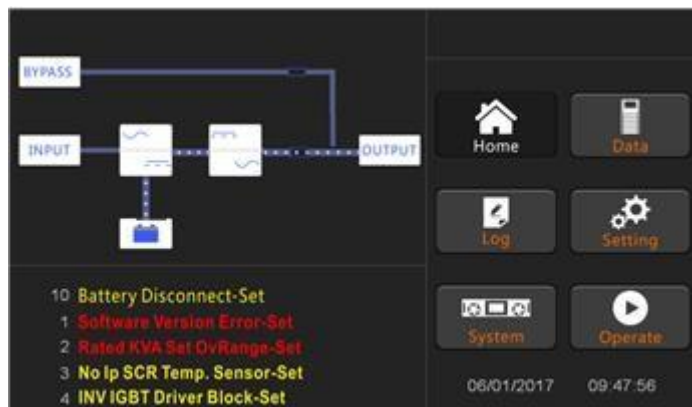 BYPASS
INPUT
OUTPUT
10 Battery Disconnect-Set
1 Software Version Error-Set
2 Rated KVA Set OvRange-Set
3 No Ip SCR Temp. Sensor-Set
4 INV IGBT Driver Block-Set
Home
Data
Log
Setting
System
Operate
06/01/2017 09:47:56